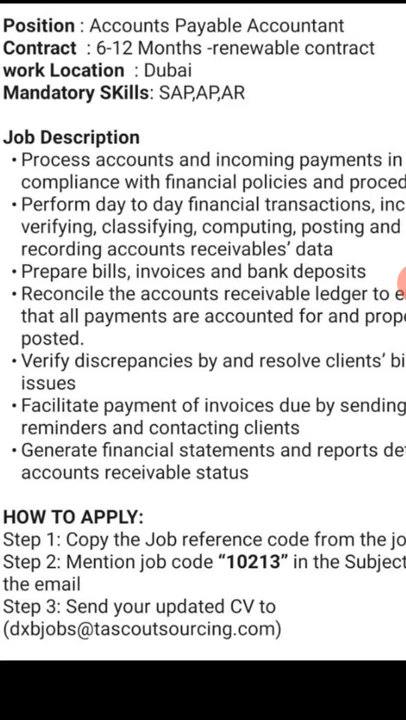 Position : Accounts Payable Accountant
Contract : 6-12 Months -renewable contract
work Location : Dubai
Mandatory SKills: SAP,AP,AR
Job Description
• Process accounts and incoming payments in
compliance with financial policies and proced
• Perform day to day financial transactions, inc
verifying, classifying, computing, posting and
recording accounts receivables’ data
• Prepare bills, invoices and bank deposits
• Reconcile the accounts receivable ledger to e
that all payments are accounted for and prop
posted.
• Verify discrepancies by and resolve clients’ bi
issues
• Facilitate payment of invoices due by sending
reminders and contacting clients
• Generate financial statements and reports de
accounts receivable status
HOW TO APPLY:
Step 1: Copy the Job reference code from the jo
Step 2: Mention job code “10213” in the Subject
the email
Step 3: Send your updated CV to
(dxbjobs@tascoutsourcing.com)